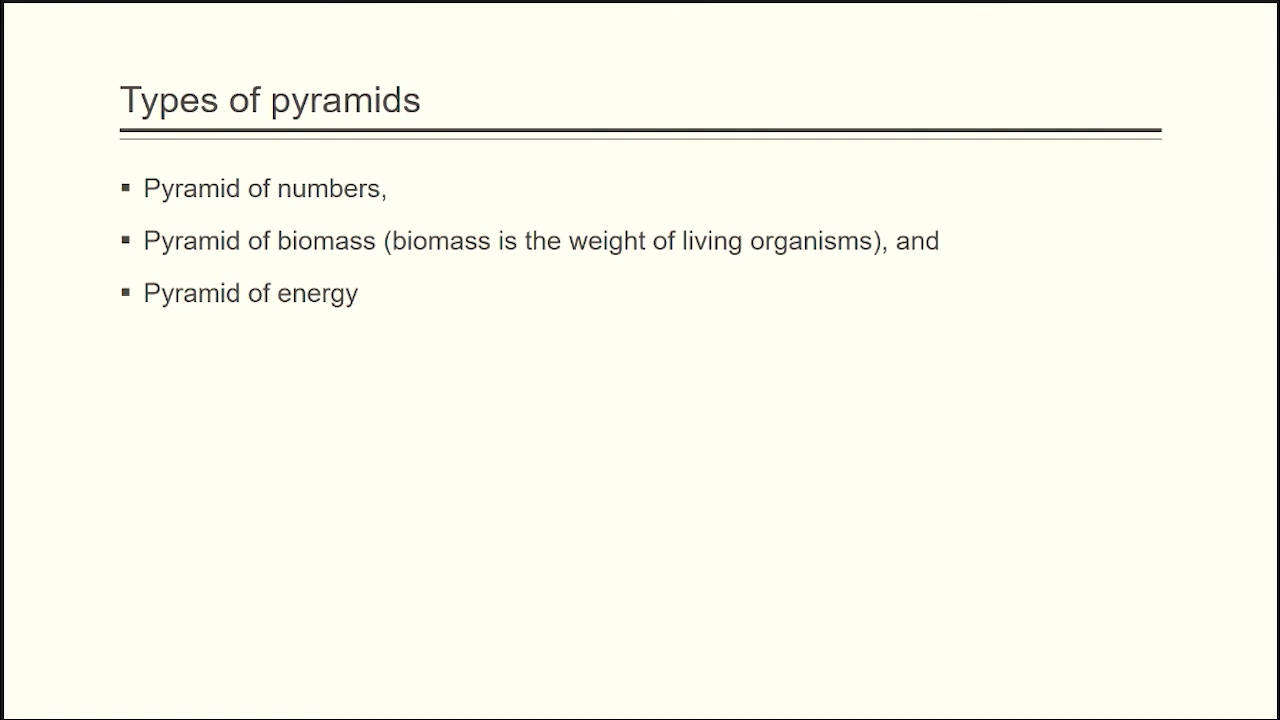 Types of pyramids
▪ Pyramid of numbers,
▪ Pyramid of biomass (biomass is the weight of living organisms), and
▪ Pyramid of energy